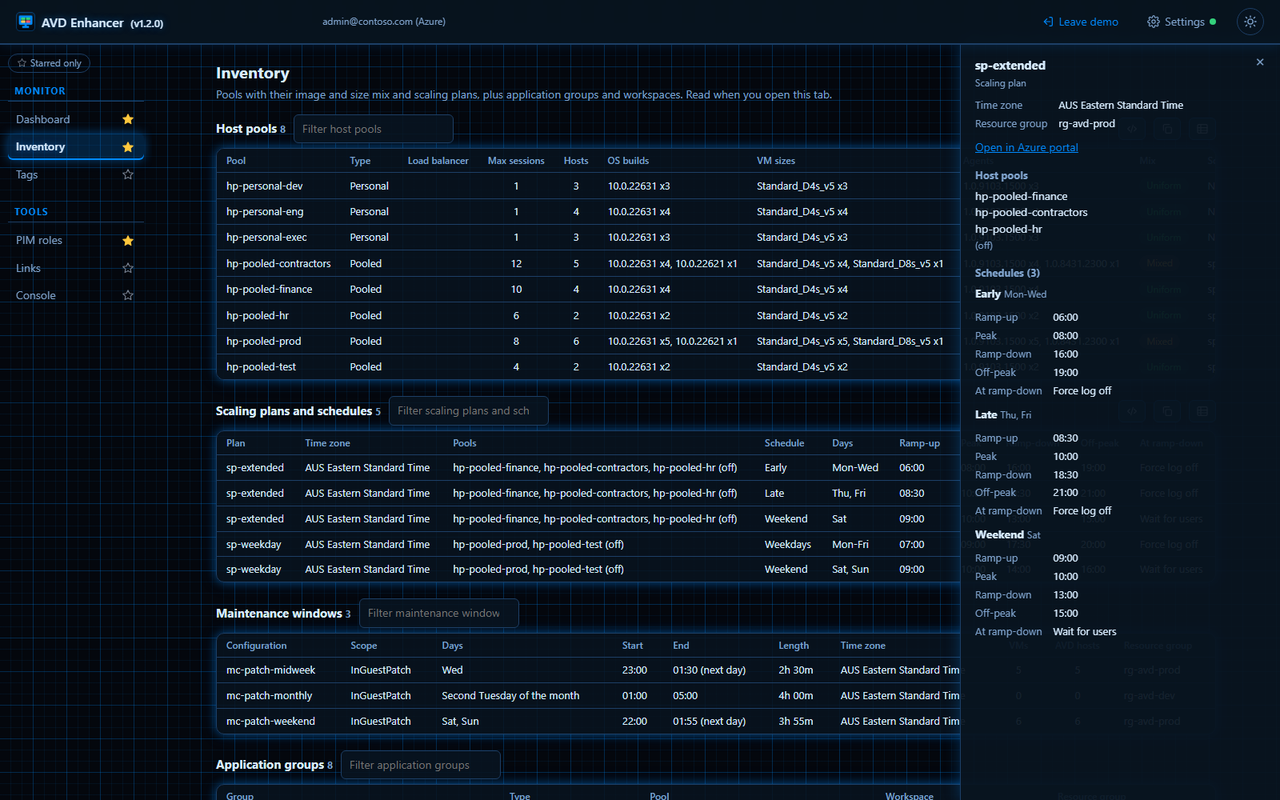 AVD Enhancer (v1.2.0)
admin@contoso.com (Azure)
Leave demo
Settings
Starred only
MONITOR
Dashboard
Inventory
Tags
TOOLS
PIM roles
Links
Console
Inventory
Pools with their image and size mix and scaling plans, plus application groups and workspaces. Read when you open this tab.
Host pools 8 Filter host pools
Pool Type Load balancer Max sessions Hosts OS builds VM sizes
hp-personal-dev Personal 1 3 10.0.22631 x3 Standard_D4s_v5 x3
hp-personal-eng Personal 1 4 10.0.22631 x4 Standard_D4s_v5 x4
hp-personal-exec Personal 1 3 10.0.22631 x3 Standard_D4s_v5 x3
hp-pooled-contractors Pooled 12 5 10.0.22631 x4, 10.0.22621 x1 Standard_D4s_v5 x4, Standard_D8s_v5 x1
hp-pooled-finance Pooled 10 4 10.0.22631 x4 Standard_D4s_v5 x4
hp-pooled-hr Pooled 6 2 10.0.22631 x2 Standard_D4s_v5 x2
hp-pooled-prod Pooled 8 6 10.0.22631 x5, 10.0.22621 x1 Standard_D4s_v5 x5, Standard_D8s_v5 x1
hp-pooled-test Pooled 4 2 10.0.22631 x2 Standard_D4s_v5 x2
Scaling plans and schedules 5 Filter scaling plans and sch
Plan Time zone Pools Schedule Days Ramp-up
sp-extended AUS Eastern Standard Time hp-pooled-finance, hp-pooled-contractors, hp-pooled-hr (off) Early Mon-Wed 06:00
sp-extended AUS Eastern Standard Time hp-pooled-finance, hp-pooled-contractors, hp-pooled-hr (off) Late Thu, Fri 08:30
sp-extended AUS Eastern Standard Time hp-pooled-finance, hp-pooled-contractors, hp-pooled-hr (off) Weekend Sat 09:00
sp-weekday AUS Eastern Standard Time hp-pooled-prod, hp-pooled-test (off) Weekdays Mon-Fri 07:00
sp-weekday AUS Eastern Standard Time hp-pooled-prod, hp-pooled-test (off) Weekend Sat, Sun 09:00
Maintenance windows 3 Filter maintenance window
Configuration Scope Days Start End Length Time zone
mc-patch-midweek InGuestPatch Wed 23:00 01:30 (next day) 2h 30m AUS Eastern Standard Tim
mc-patch-monthly InGuestPatch Second Tuesday of the month 01:00 05:00 4h 00m AUS Eastern Standard Tim
mc-patch-weekend InGuestPatch Sat, Sun 22:00 01:55 (next day) 3h 55m AUS Eastern Standard Tim
Application groups 8 Filter application groups
Group Type Pool Workspace
sp-extended
Scaling plan
Time zone AUS Eastern Standard Time
Resource group rg-avd-prod
Open in Azure portal
Host pools
hp-pooled-finance
hp-pooled-contractors
hp-pooled-hr
(off)
Schedules (3)
Early Mon-Wed
Ramp-up 06:00
Peak 08:00
Ramp-down 16:00
Off-peak 19:00
At ramp-down Force log off
Late Thu, Fri
Ramp-up 08:30
Peak 10:00
Ramp-down 18:30
Off-peak 21:00
At ramp-down Force log off
Weekend Sat
Ramp-up 09:00
Peak 10:00
Ramp-down 13:00
Off-peak 15:00
At ramp-down Wait for users